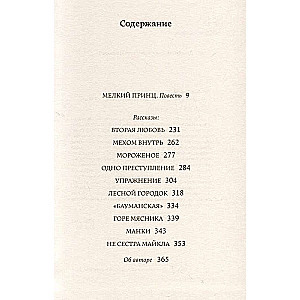 Содержание
МЕЛКИЙ ПРИНЦ. Повесть 9
Рассказы:
ВТОРАЯ ЛЮБОВЬ 231
МЕХОМ ВНУТРЬ 262
МОРОЖЕНОЕ 277
ОДНО ПРЕСТУПЛЕНИЕ 284
УПРАЖНЕНИЕ 304
ЛЕСНОЙ ГОРОДОК 318
«БАУМАНСКАЯ» 334
ГОРЕ МЯСНИКА 339
МАНКИ 343
НЕ СЕСТРА МАЙКЛА 353
Об авторе 365